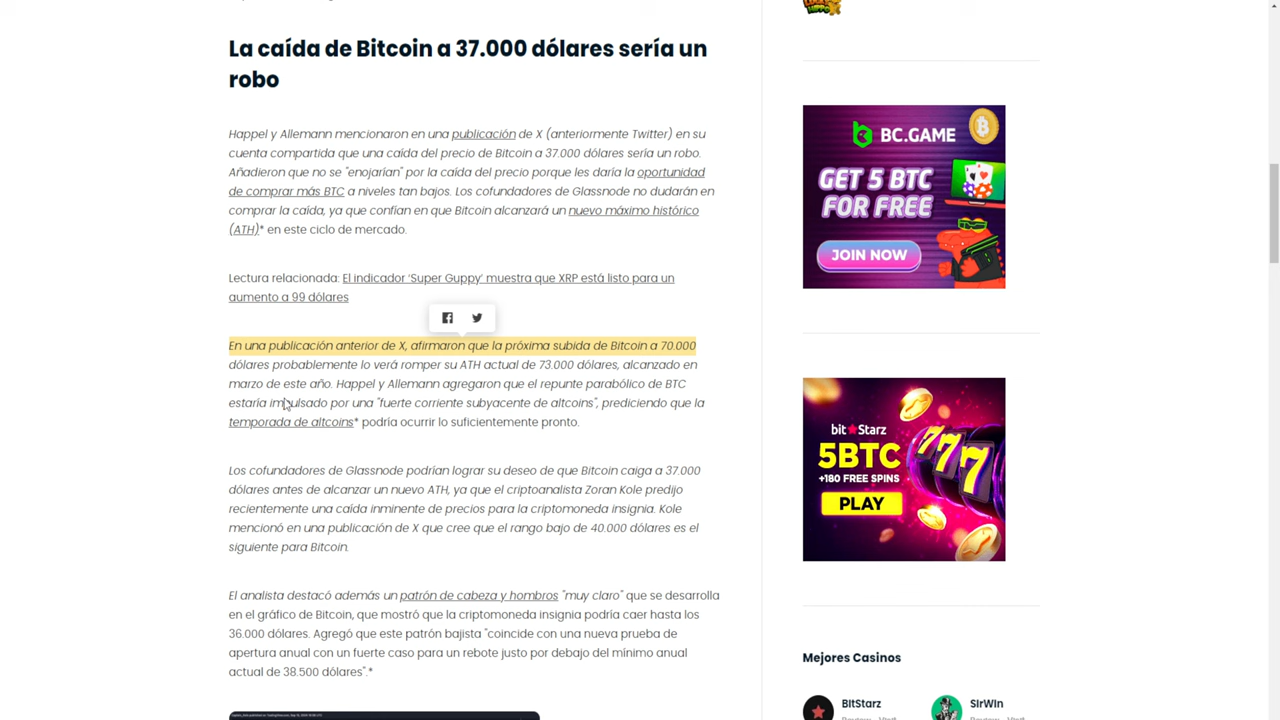 La caída de Bitcoin a 37.000 dólares sería un
robo
Happel y Allemann mencionaron en una publicación de X (anteriormente Twitter) en su
cuenta compartida que una caída del precio de Bitcoin a 37.000 dólares sería un robo.
Añadieron que no se "enojarían" por la caída del precio porque les daría la oportunidad
de comprar más BTC a niveles tan bajos. Los cofundadores de Glassnode no dudarán en
comprar la caída, ya que confían en que Bitcoin alcanzará un nuevo máximo histórico
(ATH)* en este ciclo de mercado.
Lectura relacionada: El indicador ‘Super Guppy’ muestra que XRP está listo para un
aumento a 99 dólares
En una publicación anterior de X, afirmaron que la próxima subida de Bitcoin a 70.000
dólares probablemente lo verá romper su ATH actual de 73.000 dólares, alcanzado en
marzo de este año. Happel y Allemann agregaron que el repunte parabólico de BTC
estaría impulsado por una "fuerte corriente subyacente de altcoins", prediciendo que la
temporada de altcoins* podría ocurrir lo suficientemente pronto.
Los cofundadores de Glassnode podrían lograr su deseo de que Bitcoin caiga a 37.000
dólares antes de alcanzar un nuevo ATH, ya que el criptoanalista Zoran Kole predijo
recientemente una caída inminente de precios para la criptomoneda insignia. Kole
mencionó en una publicación de X que cree que el rango bajo de 40.000 dólares es el
siguiente para Bitcoin.
El analista destacó además un patrón de cabeza y hombros "muy claro" que se desarrolla
en el gráfico de Bitcoin, que mostró que la criptomoneda insignia podría caer hasta los
36.000 dólares. Agregó que este patrón bajista "coincide con una nueva prueba de
apertura anual con un fuerte caso para un rebote justo por debajo del mínimo anual
actual de 38.500 dólares".*
HIPPO
BC.GAME
GET 5 BTC
FOR FREE
JOIN NOW
bitStarz
5BTC
+180 FREE SPINS
PLAY
777
Mejores Casinos
BitStarz
SirWin